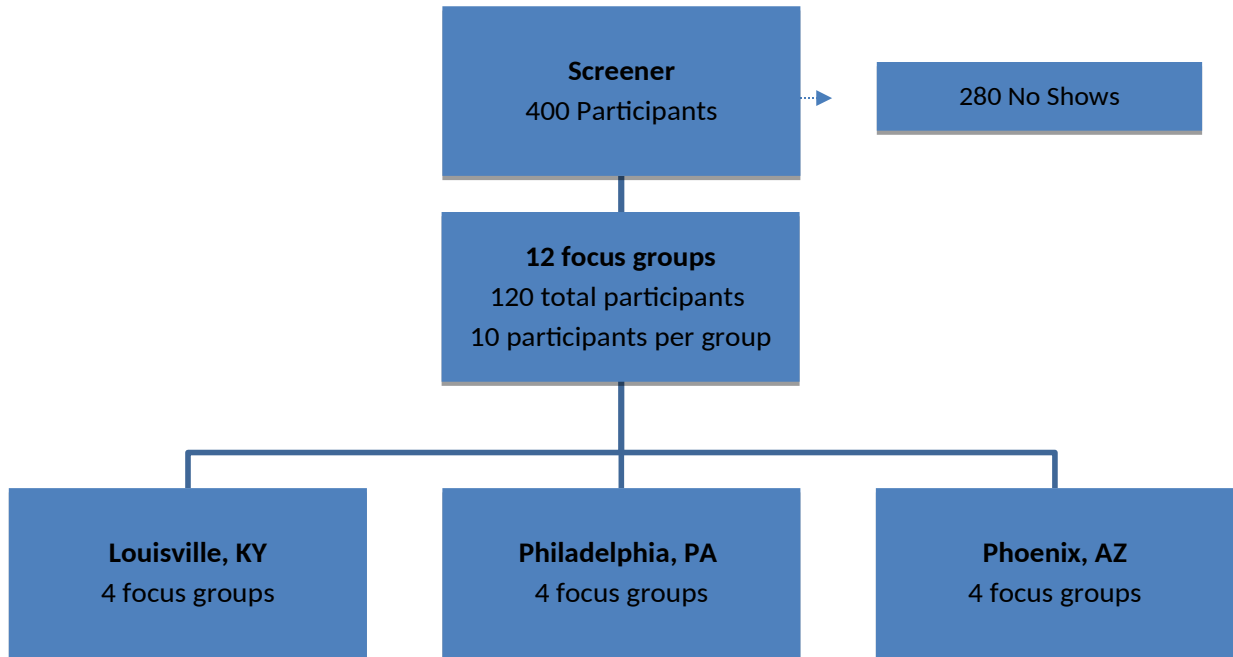 Screener
400 Participants
280 No Shows
12 focus groups
120 total participants
10 participants per group
Louisville, KY
4 focus groups
Philadelphia, PA
4 focus groups
Phoenix, AZ
4 focus groups